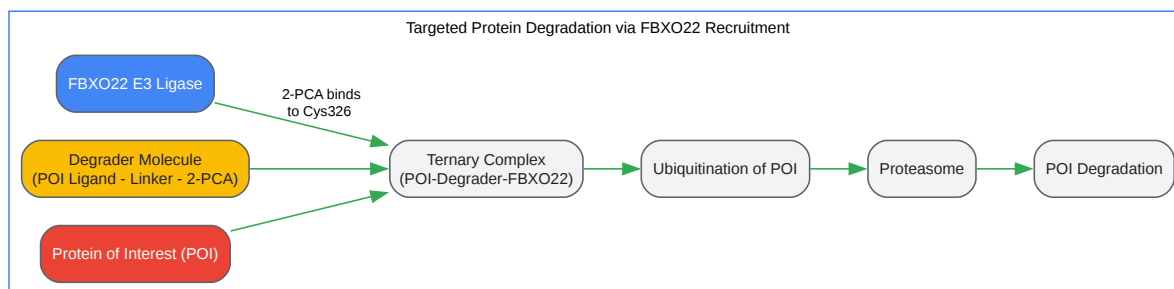 Targeted Protein Degradation via FBXO22 Recruitment
FBXO22 E3 Ligase
2-PCA binds
to Cys326
Degrader Molecule
(POI Ligand - Linker - 2-PCA)
Ternary Complex
(POI-Degrader-FBXO22)
Ubiquitination of POI
Proteasome
POI Degradation
Protein of Interest (POI)